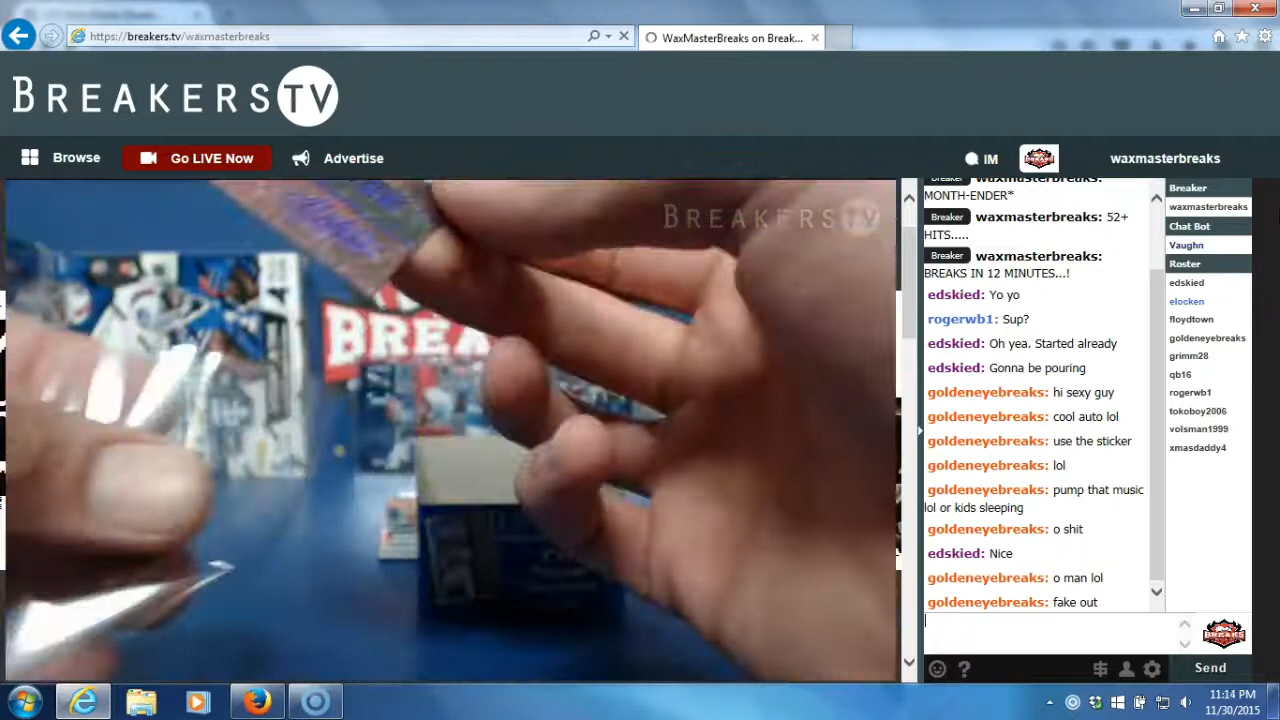 https://breakers.tv/waxmasterbreaks
WaxMasterBreaks on Break...
BREAKERS TV
Browse
Go LIVE Now
Advertise
IM
waxmasterbreaks
BREAKERS TV
BREA
Breaker waxmasterbreaks:
MONTH-ENDER*
Breaker waxmasterbreaks: 52+
HITS.....
Breaker waxmasterbreaks:
BREAKS IN 12 MINUTES...!
edskied: Yo yo
rogerwb1: Sup?
edskied: Oh yea. Started already
edskied: Gonna be pouring
goldeneyebreaks: hi sexy guy
goldeneyebreaks: cool auto lol
goldeneyebreaks: use the sticker
goldeneyebreaks: lol
goldeneyebreaks: pump that music
lol or kids sleeping
goldeneyebreaks: o shit
edskied: Nice
goldeneyebreaks: o man lol
goldeneyebreaks: fake out
Breaker
waxmasterbreaks
Chat Bot
Vaughn
Roster
edskied
elocken
floydtown
goldeneyebreaks
grimm28
qb16
rogerwb1
tokoboy2006
volsman1999
xmasdaddy4
BREAKS
Send
11:14 PM
11/30/2015